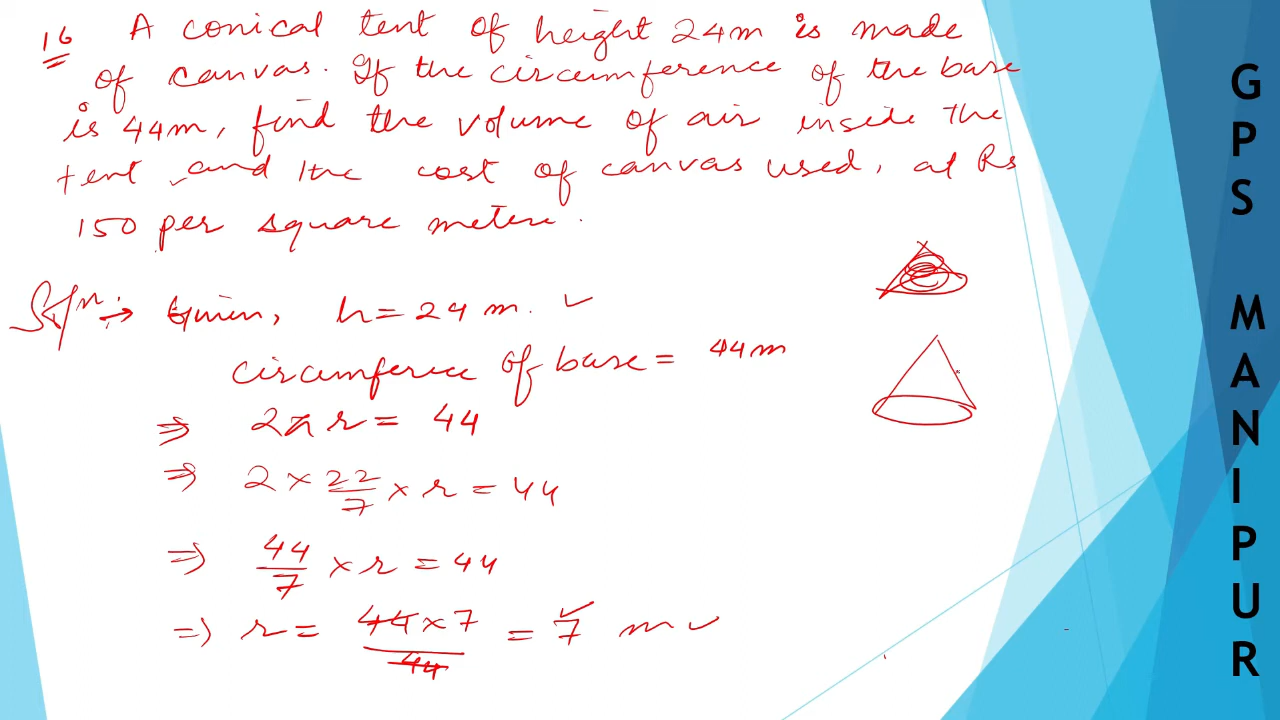 16 A conical tent of height 24m is made
of canvas. If the circumference of the base
is 44m, find the volume of air inside the
tent and the cost of canvas used, at Rs
150 per square metre.
Sol^n :→ Given, h = 24 m. ✓
circumference of base = 44m
⇒ 2πr = 44
⇒ 2 × 22/7 × r = 44
⇒ 44/7 × r = 44
⇒ r = 44×7/44 = 7 m ✓
GPS MANIPUR